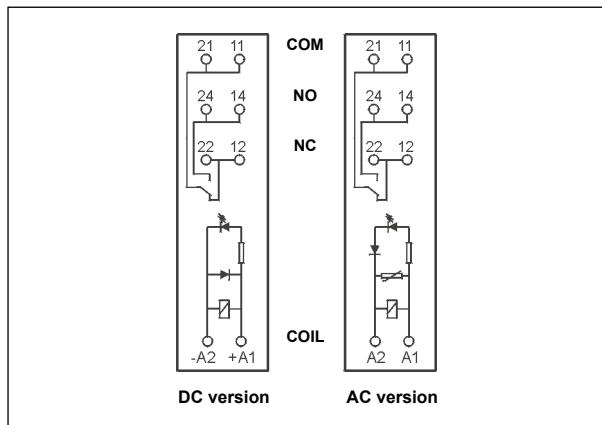 21 11 COM 21 11
24 14 NO 24 14
22 12 NC 22 12
COIL
-A2 +A1 A2 A1
DC version AC version